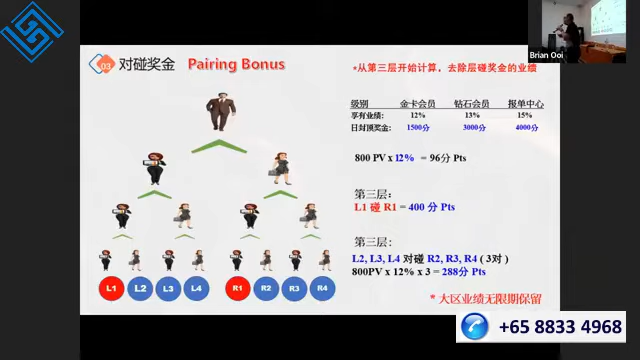 Brian Ooi
03 对碰奖金 Pairing Bonus
*从第三层开始计算，去除层碰奖金的业绩
级别 金卡会员 钻石会员 报单中心
享有业绩: 12% 13% 15%
日封顶奖金: 1500分 3000分 4000分
800 PV x 12% = 96分 Pts
第三层:
L1 碰 R1 = 400 分 Pts
第三层:
L2, L3, L4 对碰 R2, R3, R4 ( 3对 )
800PV x 12% x 3 = 288分 Pts
L1 L2 L3 L4 R1 R2 R3 R4
* 大区业绩无限期保留
+65 8833 4968